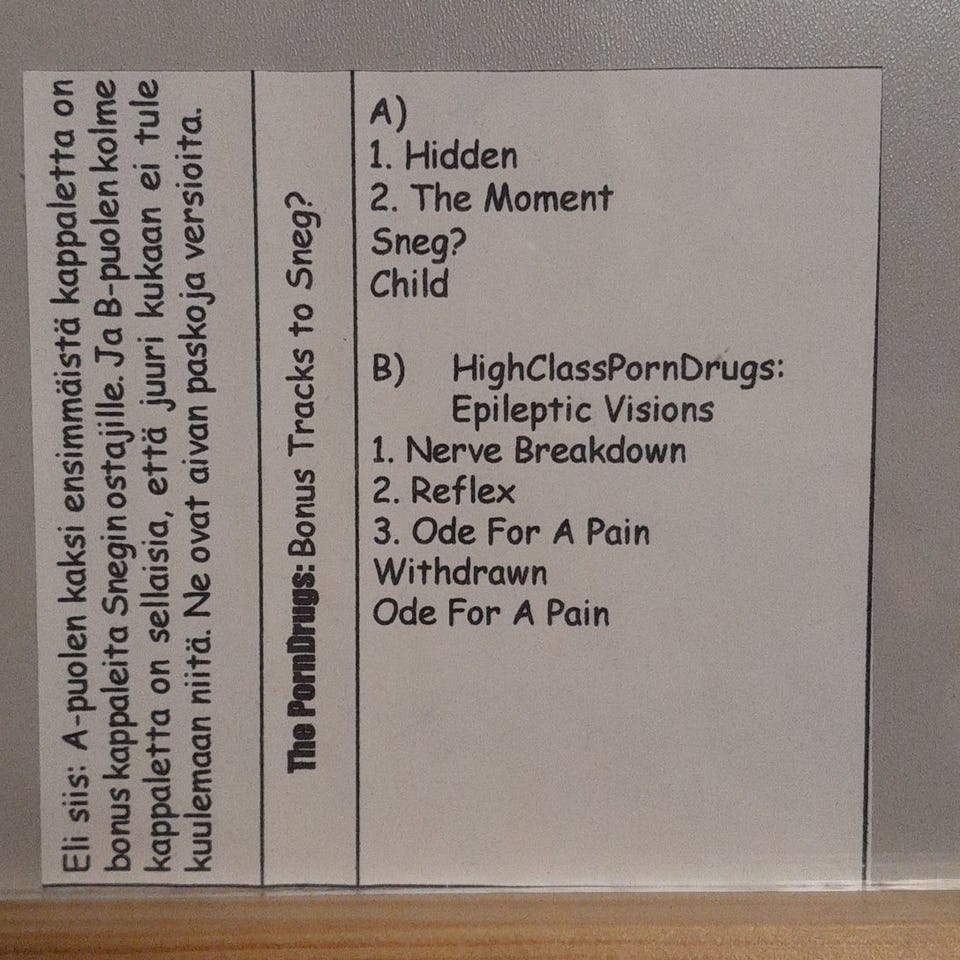 Eli siis: A-puolen kaksi ensimmäistä kappaletta on
bonus kappaleita Snegin ostajille. Ja B-puolen kolme
kappaletta on sellaisia, että juuri kukaan ei tule
kuulemaan niitä. Ne ovat aivan paskoja versioita.
The PornDrugs: Bonus Tracks to Sneg?
A)
1. Hidden
2. The Moment
Sneg?
Child
B) HighClassPornDrugs:
Epileptic Visions
1. Nerve Breakdown
2. Reflex
3. Ode For A Pain
Withdrawn
Ode For A Pain